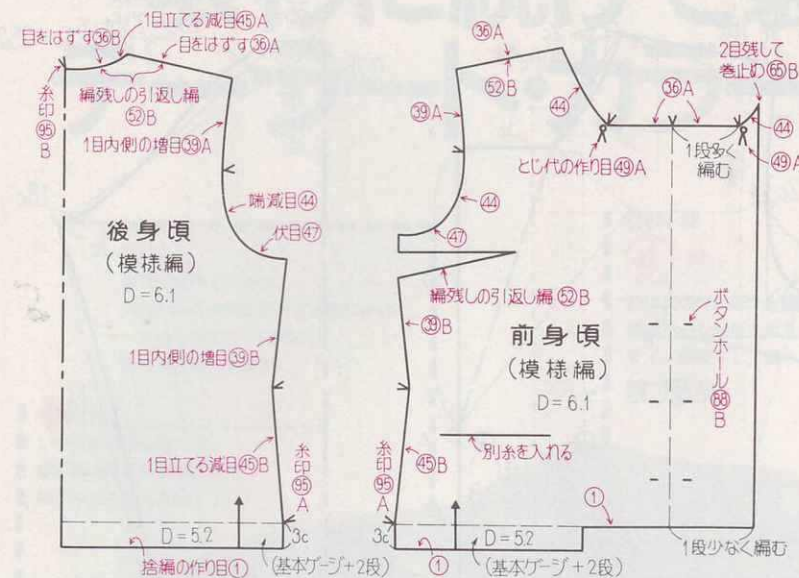 1目立てる減目㊺A
目をはずす㊱B
目をはずす㊱A
糸印
95
B
編残しの引返し編
52B
1目内側の増目㊴A
端減目㊹
伏目㊼
後身頃
(模様編)
D=6.1
1目内側の増目㊴B
1目立てる減目㊺B
糸印
95
A
D=5.2
3c
捨編の作り目①
(基本ゲージ+2段)
㊱A
52B
㊴A
㊹
とじ代の作り目㊾A
㊹
㊼
編残しの引返し編52B
㊴B
前身頃
(模様編)
D=6.1
別糸を入れる
㊺B
糸印
95
A
3c
D=5.2
①
(基本ゲージ+2段)
2目残して
巻止め65B
㊱A
㊹
1段多く
編む
㊾A
ボタンホール
88
B
①
1段少なく編む